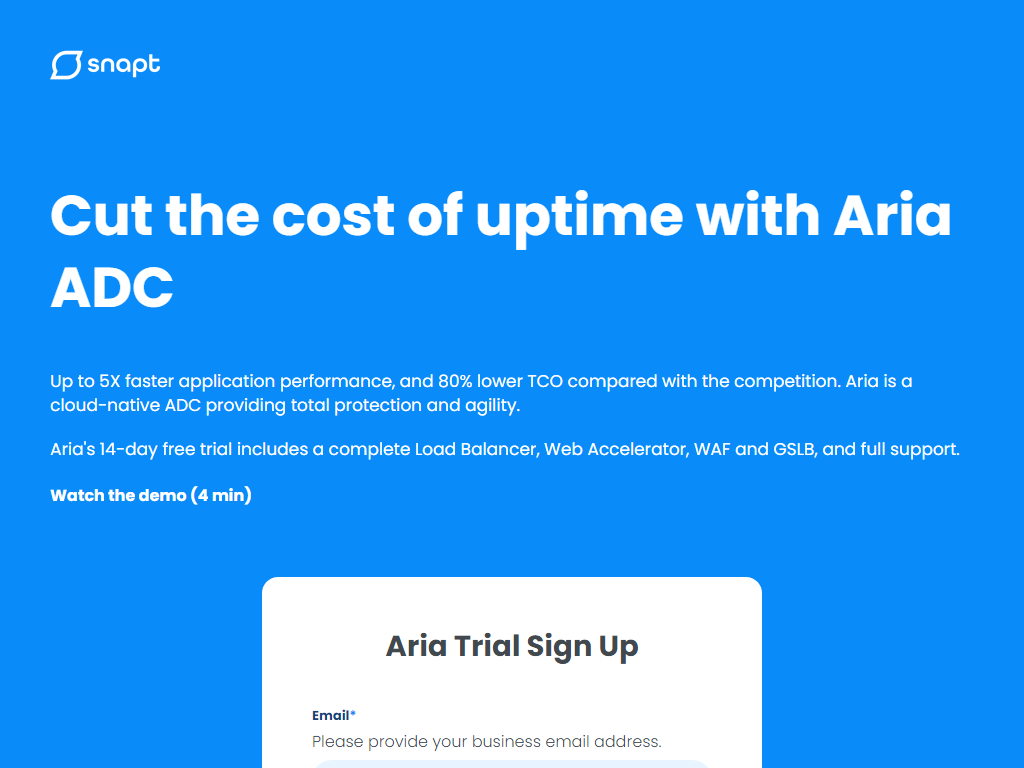 snapt
Cut the cost of uptime with Aria
ADC
Up to 5X faster application performance, and 80% lower TCO compared with the competition. Aria is a
cloud-native ADC providing total protection and agility.
Aria's 14-day free trial includes a complete Load Balancer, Web Accelerator, WAF and GSLB, and full support.
Watch the demo (4 min)
Aria Trial Sign Up
Email*
Please provide your business email address.